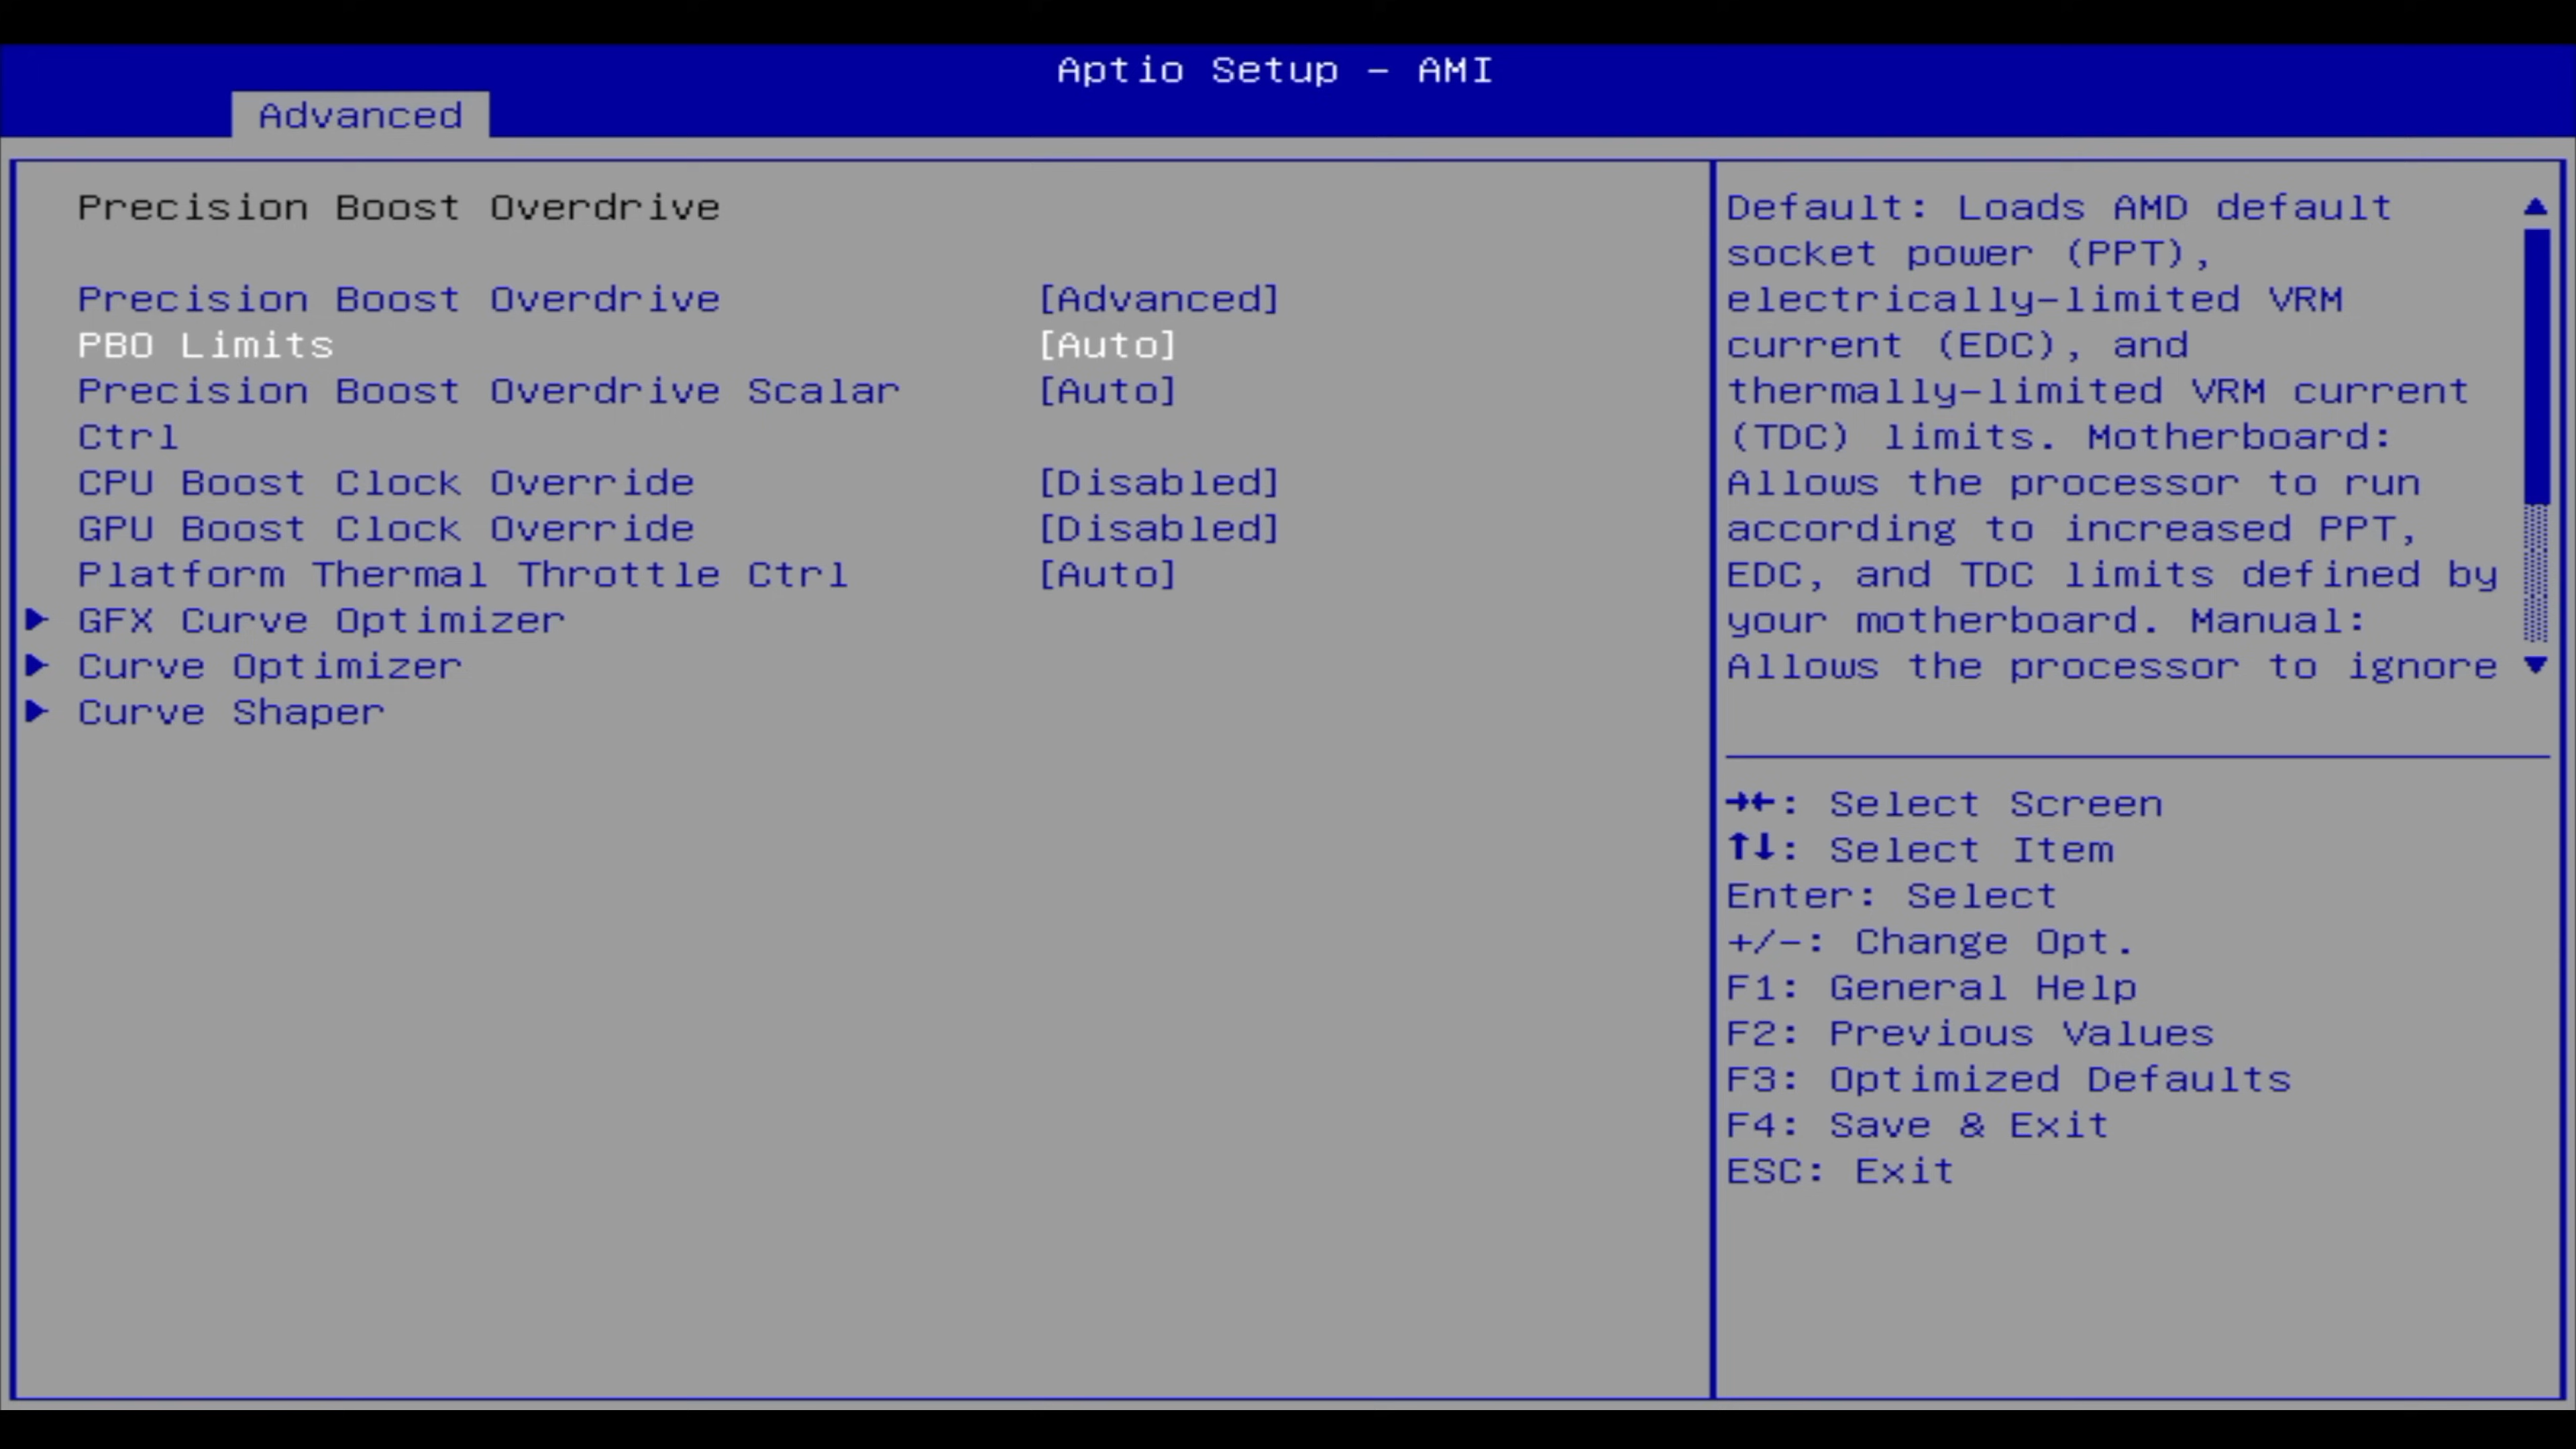 Aptio Setup – AMI
Advanced
Precision Boost Overdrive
Precision Boost Overdrive [Advanced]
PBO Limits [Auto]
Precision Boost Overdrive Scalar [Auto]
Ctrl
CPU Boost Clock Override [Disabled]
GPU Boost Clock Override [Disabled]
Platform Thermal Throttle Ctrl [Auto]
GFX Curve Optimizer
Curve Optimizer
Curve Shaper
Default: Loads AMD default
socket power (PPT),
electrically-limited VRM
current (EDC), and
thermally-limited VRM current
(TDC) limits. Motherboard:
Allows the processor to run
according to increased PPT,
EDC, and TDC limits defined by
your motherboard. Manual:
Allows the processor to ignore
→←: Select Screen
↑↓: Select Item
Enter: Select
+/-: Change Opt.
F1: General Help
F2: Previous Values
F3: Optimized Defaults
F4: Save & Exit
ESC: Exit